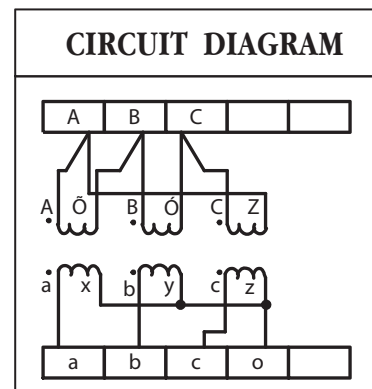 CIRCUIT DIAGRAM
A B C
A Õ B Ó C Z
a x b y c z
a b c o